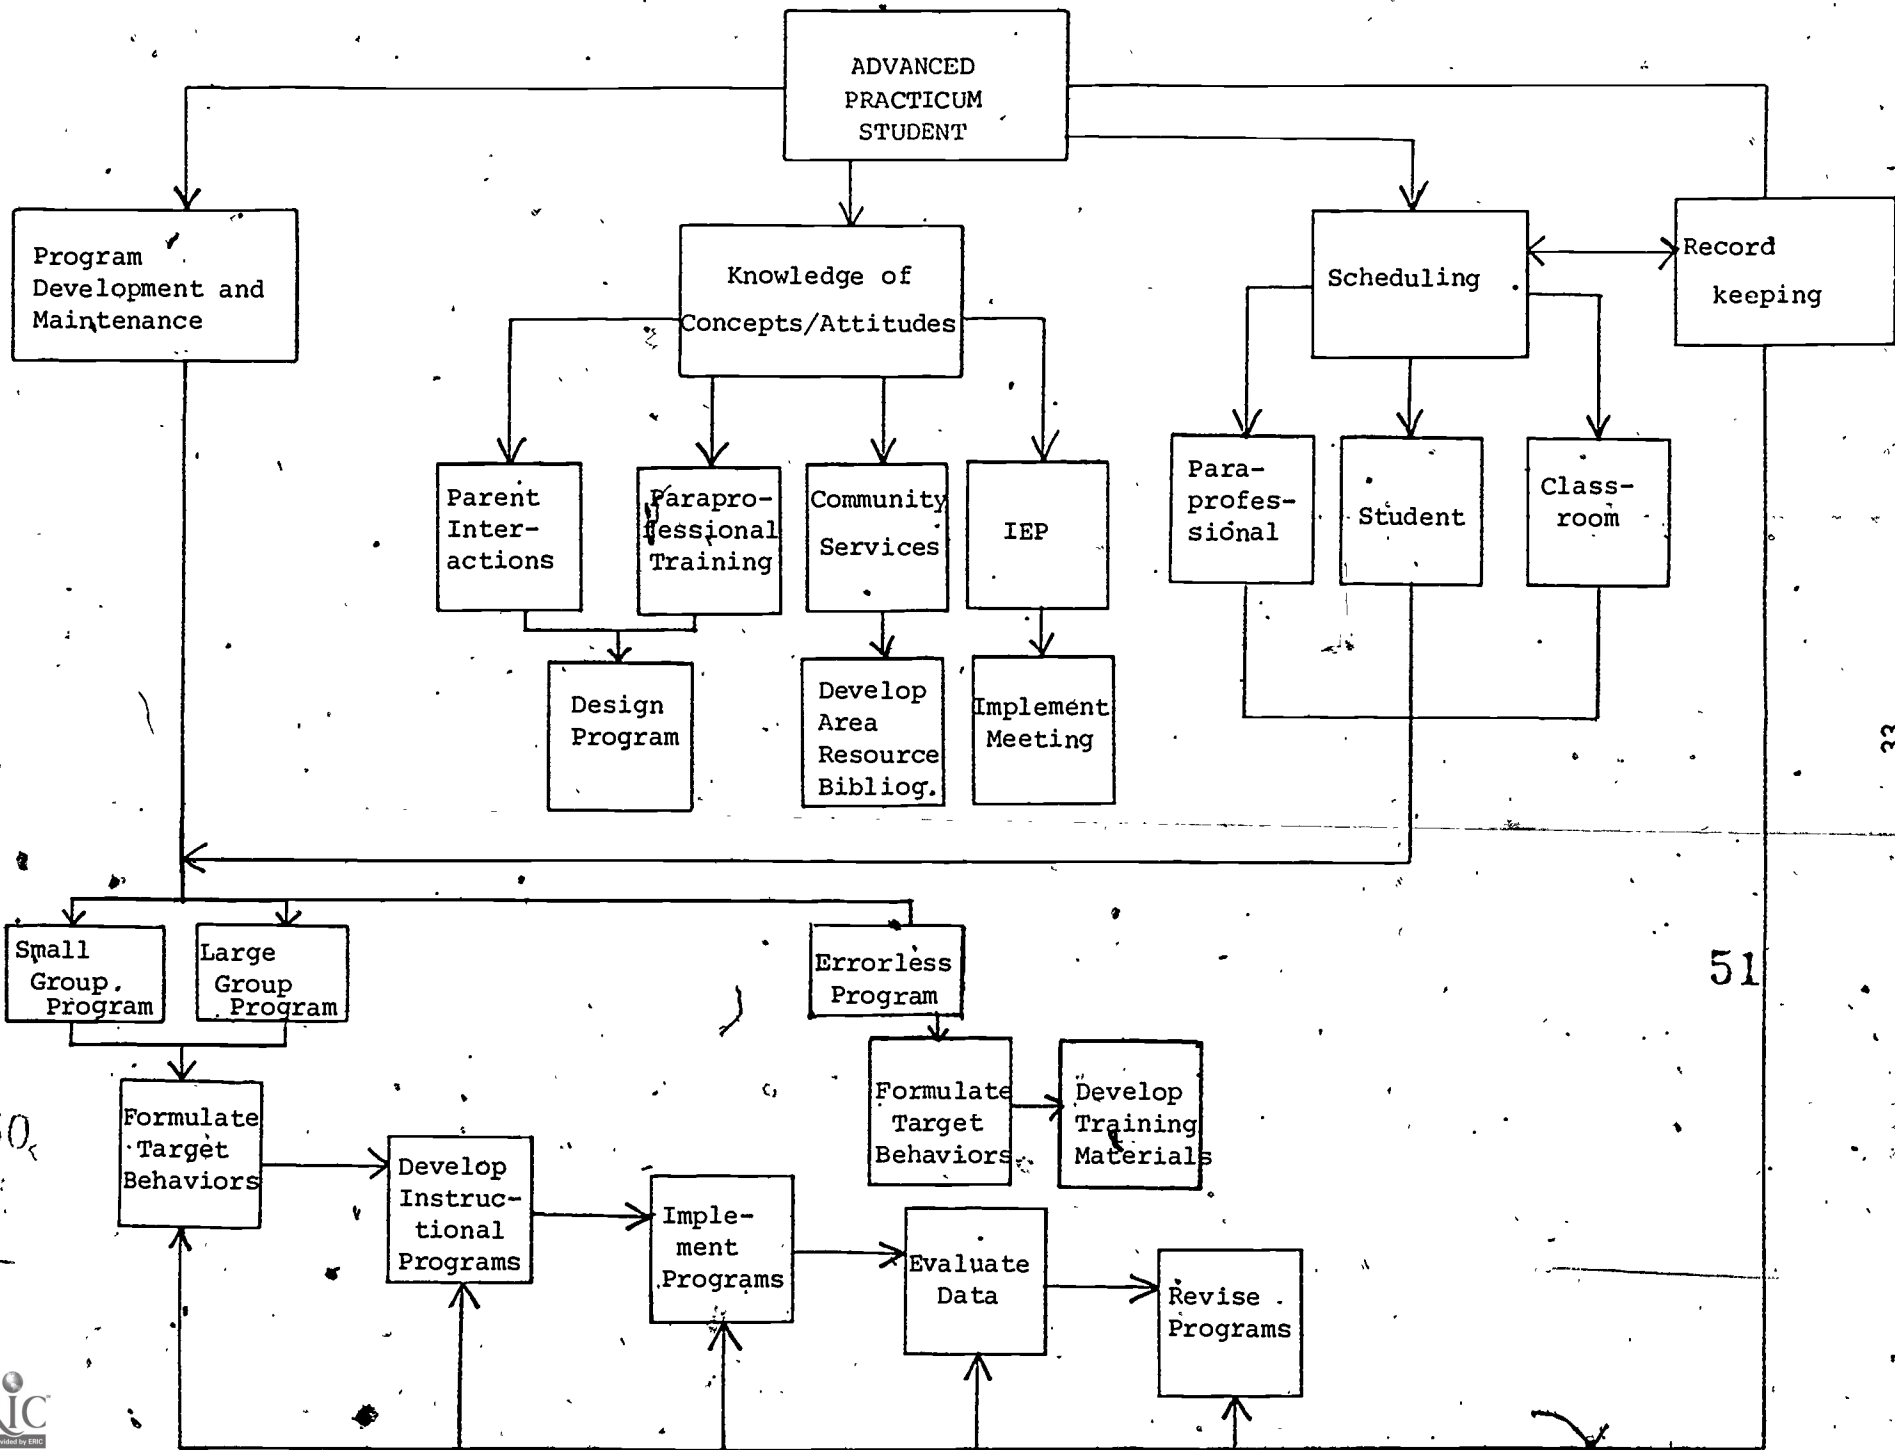 ADVANCED
PRACTICUM
STUDENT
Program
Development and
Maintenance
Knowledge of
Concepts/Attitudes
Scheduling
Record
keeping
Parent
Inter-
actions
Parapro-
fessional
Training
Community
Services
IEP
Para-
profes-
sional
Student
Class-
room
Design
Program
Develop
Area
Resource
Bibliog.
Implement
Meeting
33
Small
Group
Program
Large
Group
Program
Errorless
Program
51
Formulate
Target
Behaviors
Develop
Training
Materials
Formulate
Target
Behaviors
Develop
Instruc-
tional
Programs
Imple-
ment
Programs
Evaluate
Data
Revise
Programs